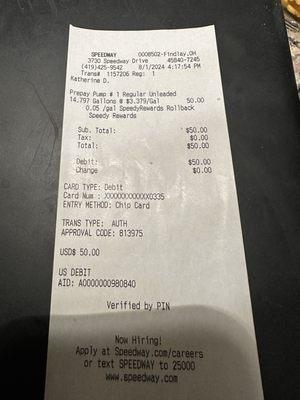 SPEEDWAY 0008502-Findlay,OH
3730 Speedway Drive 45840-7245
(419)425-9542 8/1/2024 4:17:54 PM
Trans# 1157206 Reg: 1
Katherine D.
Prepay Pump # 1 Regular Unleaded
14.797 Gallons @ $3.379/Gal 50.00
0.05 /gal SpeedyRewards Rollback
Speedy Rewards
Sub. Total: $50.00
Tax: $0.00
Total: $50.00
Debit: $50.00
Change $0.00
CARD TYPE: Debit
Card Num : XXXXXXXXXXXX0335
ENTRY METHOD: Chip Card
TRANS TYPE: AUTH
APPROVAL CODE: B13975
USD$ 50.00
US DEBIT
AID: A0000000980840
Verified by PIN
Now Hiring!
Apply at Speedway.com/careers
or text SPEEDWAY to 25000
www.speedway.com